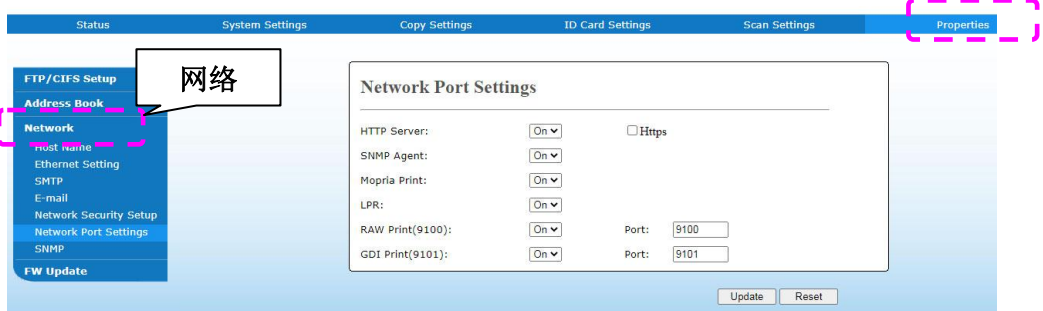 Status System Settings Copy Settings ID Card Settings Scan Settings Properties
网络
FTP/CIFS Setup
Address Book
Network
Host Name
Ethernet Setting
SMTP
E-mail
Network Security Setup
Network Port Settings
SNMP
FW Update
Network Port Settings
HTTP Server: On Https
SNMP Agent: On
Mopria Print: On
LPR: On
RAW Print(9100): On Port: 9100
GDI Print(9101): On Port: 9101
Update Reset